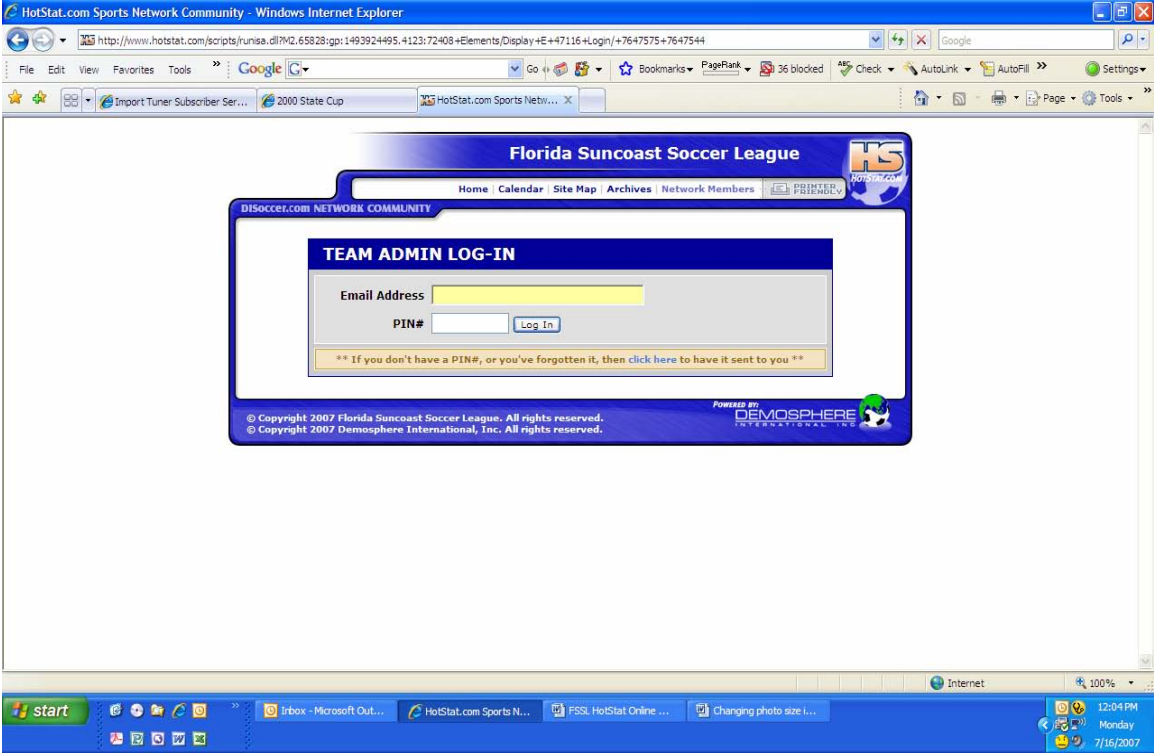 HotStat.com Sports Network Community - Windows Internet Explorer
http://www.hotstat.com/scripts/runisa.dll?M2.65828:gp:1493924495.4123:72408+Elements/Display+E+47116+Login/+7647575+7647544
Google
File Edit View Favorites Tools » Google G Go Bookmarks PageRank 36 blocked ABC Check AutoLink AutoFill » Settings
Import Tuner Subscriber Ser... 2000 State Cup HotStat.com Sports Netw... X Page Tools »
Florida Suncoast Soccer League
HS
HOTSTAT.COM
Home | Calendar | Site Map | Archives | Network Members
PRINTER FRIENDLY
DISoccer.com NETWORK COMMUNITY
TEAM ADMIN LOG-IN
Email Address
PIN# Log In
** If you don't have a PIN#, or you've forgotten it, then click here to have it sent to you **
POWERED BY:
DEMOSPHERE
INTERNATIONAL, INC.
© Copyright 2007 Florida Suncoast Soccer League. All rights reserved.
© Copyright 2007 Demosphere International, Inc. All rights reserved.
Internet 100%
start » Inbox - Microsoft Out... HotStat.com Sports N... FSSL HotStat Online ... Changing photo size i... 12:04 PM
Monday
7/16/2007